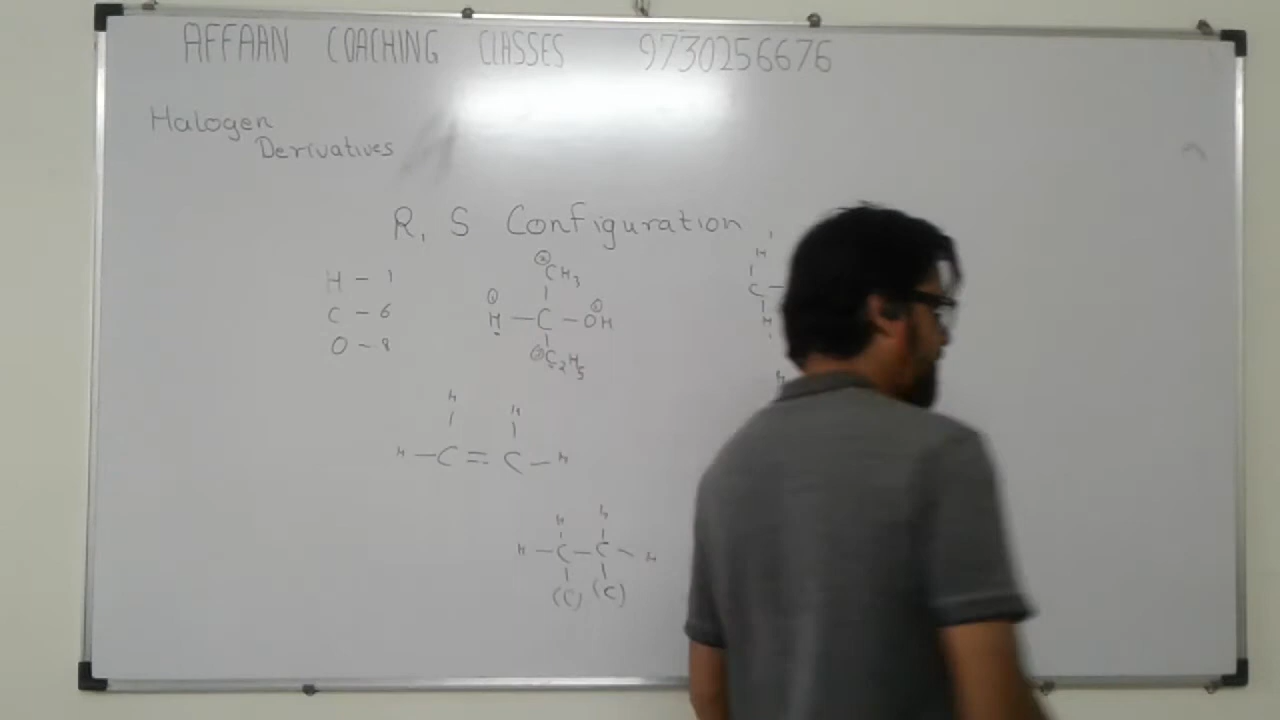 AFFAAN COACHING CLASSES 9730256676
Halogen
Derivatives
R, S Configuration
H - 1
C - 6
O - 8
CH3
H - C - OH
C2H5
H
C -
H
H
H H
H - C = C - H
H H
H - C - C - H
(C) (C)